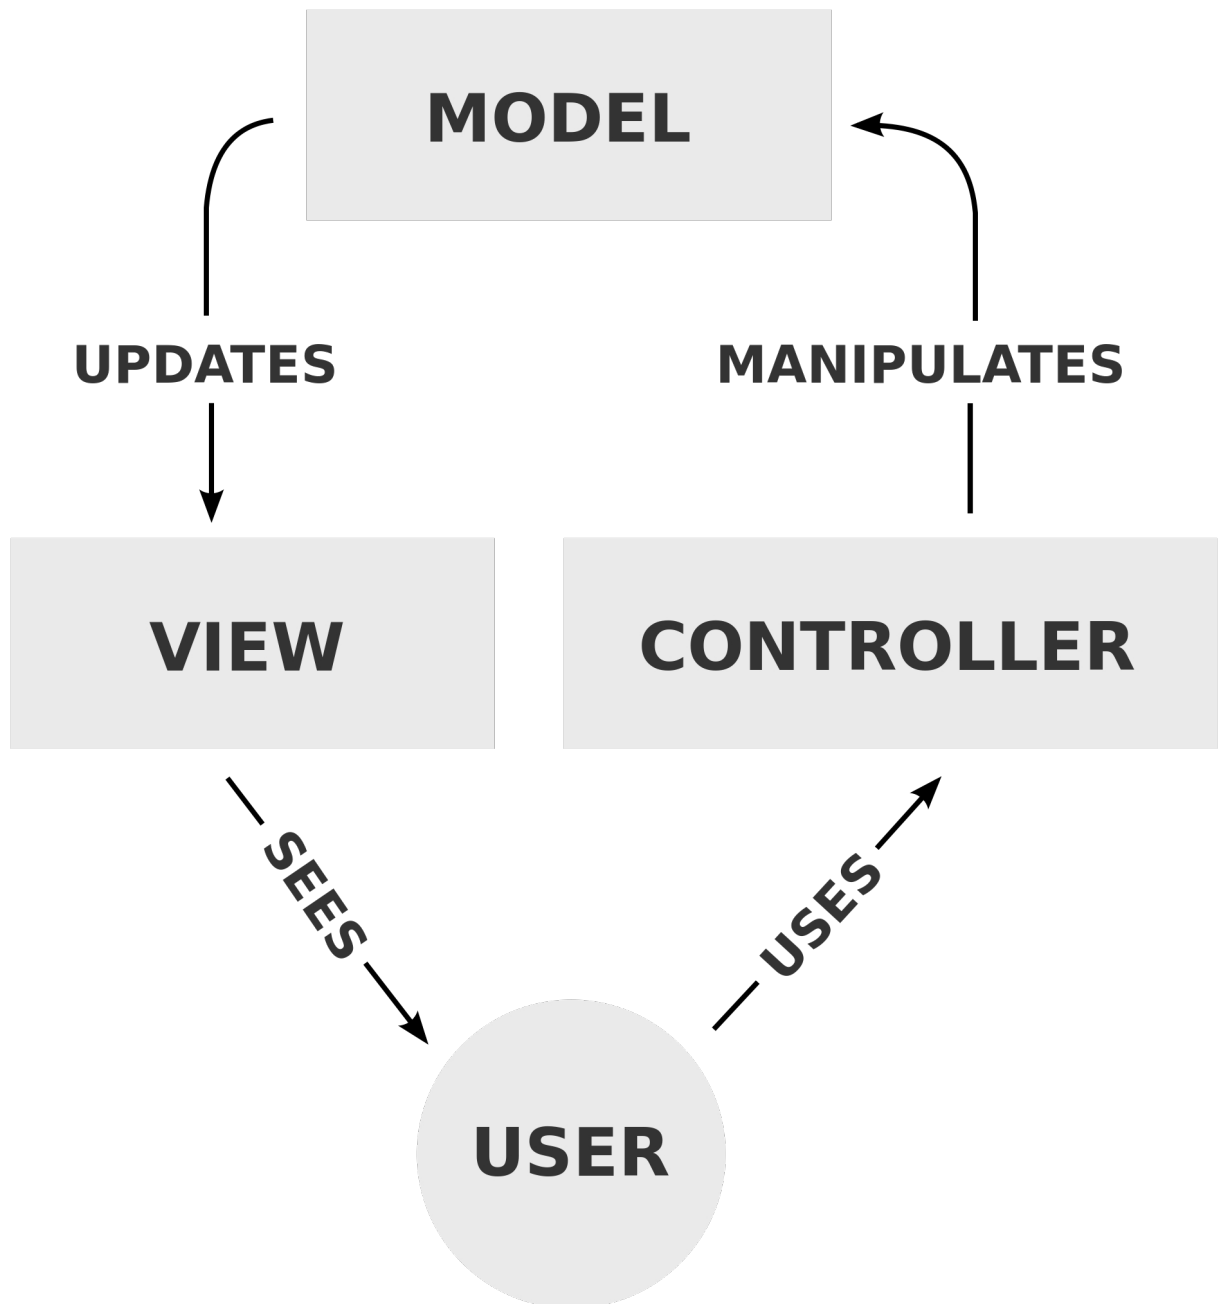 MODEL
UPDATES
MANIPULATES
VIEW
CONTROLLER
SEES
USES
USER